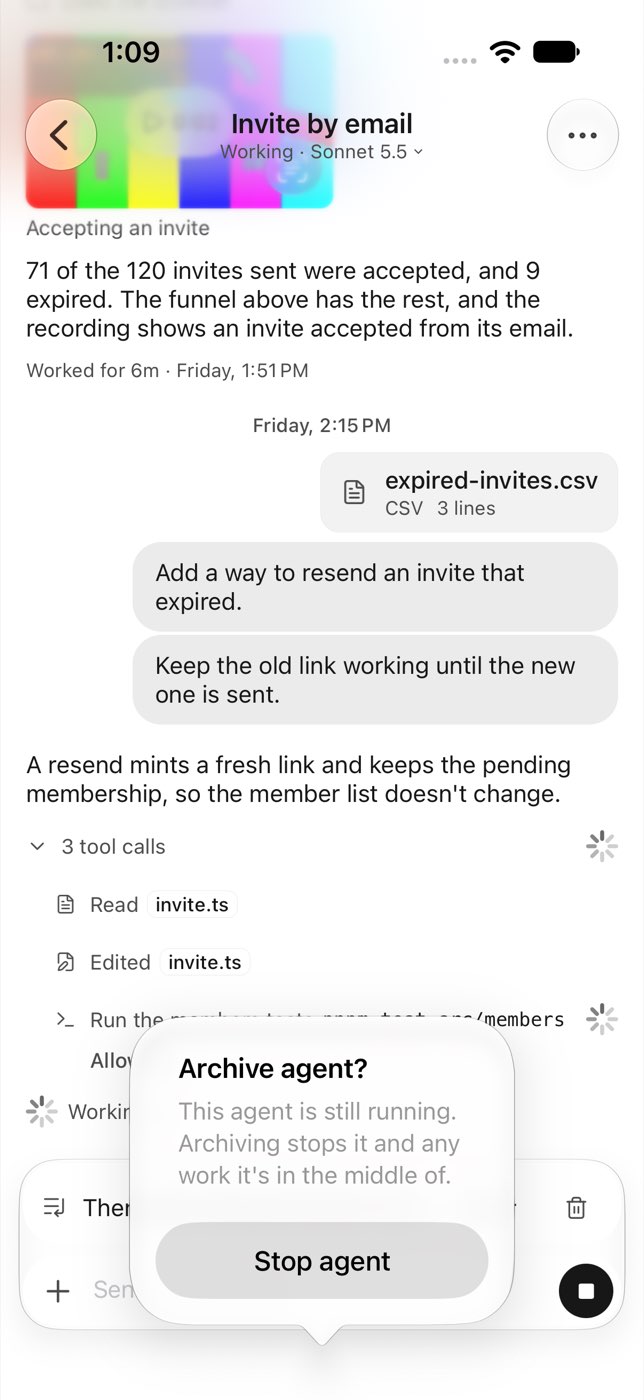 1:09
Invite by email
Working · Sonnet 5.5
Accepting an invite
71 of the 120 invites sent were accepted, and 9
expired. The funnel above has the rest, and the
recording shows an invite accepted from its email.
Worked for 6m · Friday, 1:51 PM
Friday, 2:15 PM
expired-invites.csv
CSV 3 lines
Add a way to resend an invite that
expired.
Keep the old link working until the new
one is sent.
A resend mints a fresh link and keeps the pending
membership, so the member list doesn't change.
3 tool calls
Read invite.ts
Edited invite.ts
Run the
Archive agent?
This agent is still running.
Archiving stops it and any
work it's in the middle of.
Stop agent